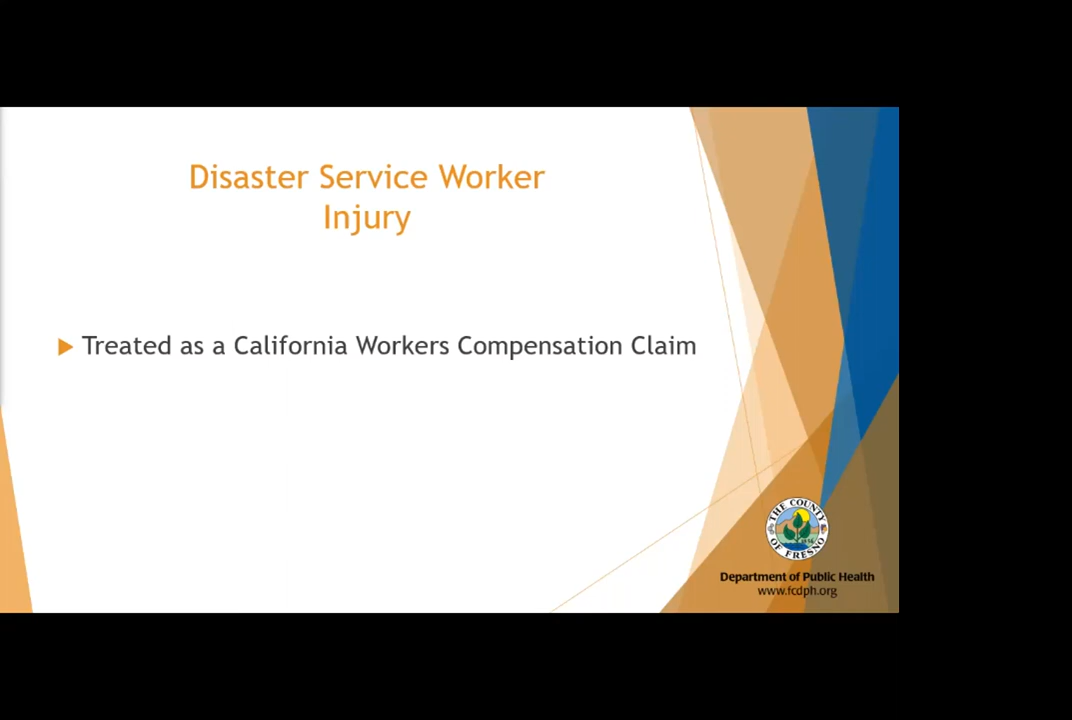 Disaster Service Worker
Injury
Treated as a California Workers Compensation Claim
THE COUNTY
OF FRESNO
Department of Public Health
www.fcdph.org